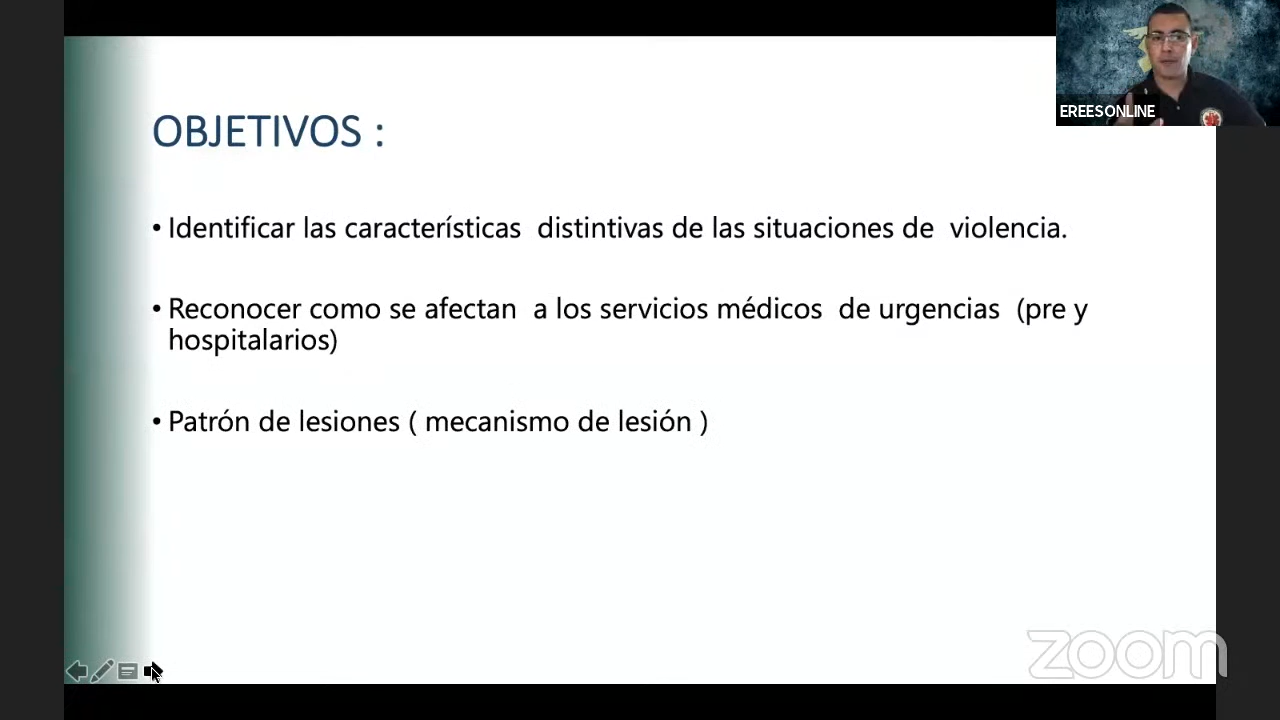 EREESONLINE
OBJETIVOS :
• Identificar las características distintivas de las situaciones de violencia.
• Reconocer como se afectan a los servicios médicos de urgencias (pre y
hospitalarios)
• Patrón de lesiones ( mecanismo de lesión )
zoom